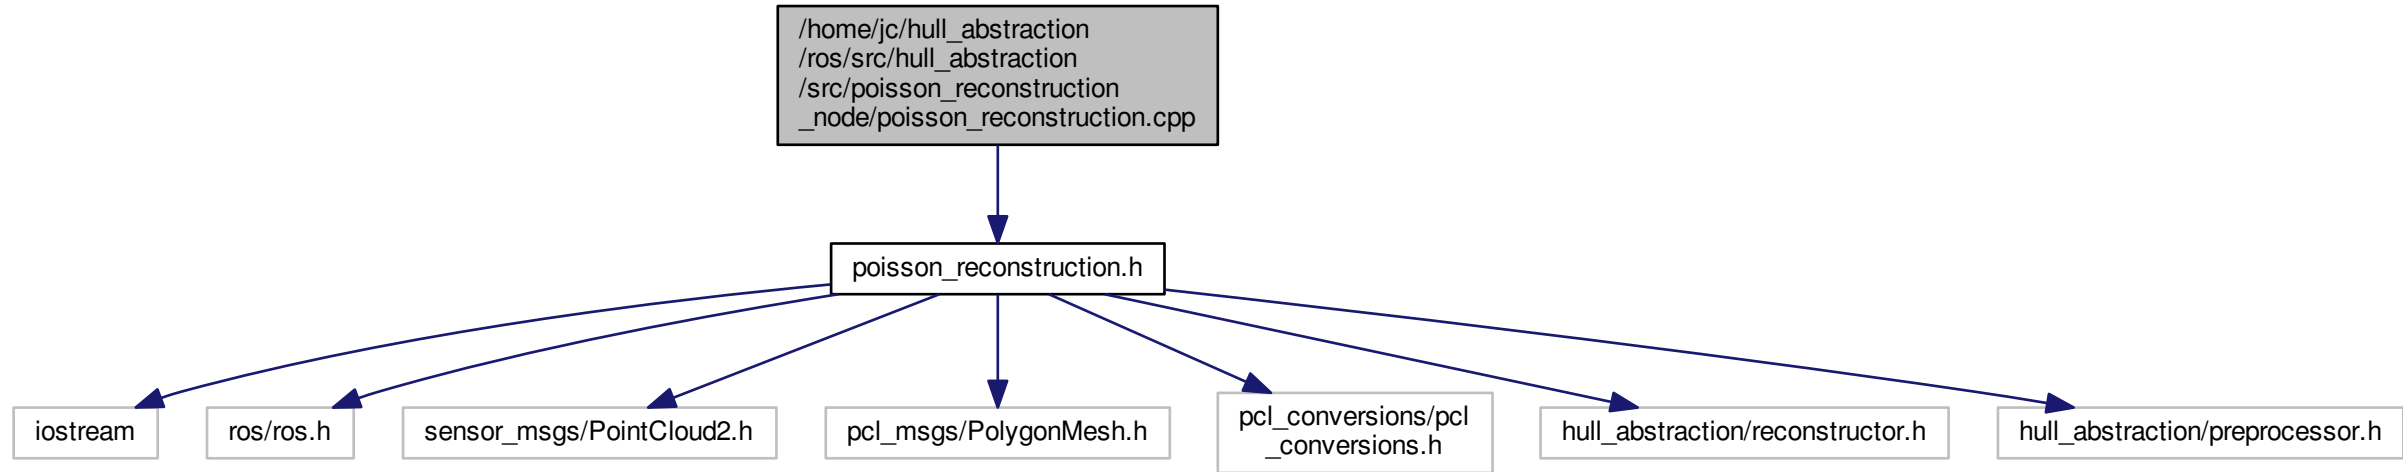 /home/jc/hull_abstraction
/ros/src/hull_abstraction
/src/poisson_reconstruction
_node/poisson_reconstruction.cpp
poisson_reconstruction.h
iostream
ros/ros.h
sensor_msgs/PointCloud2.h
pcl_msgs/PolygonMesh.h
pcl_conversions/pcl
_conversions.h
hull_abstraction/reconstructor.h
hull_abstraction/preprocessor.h